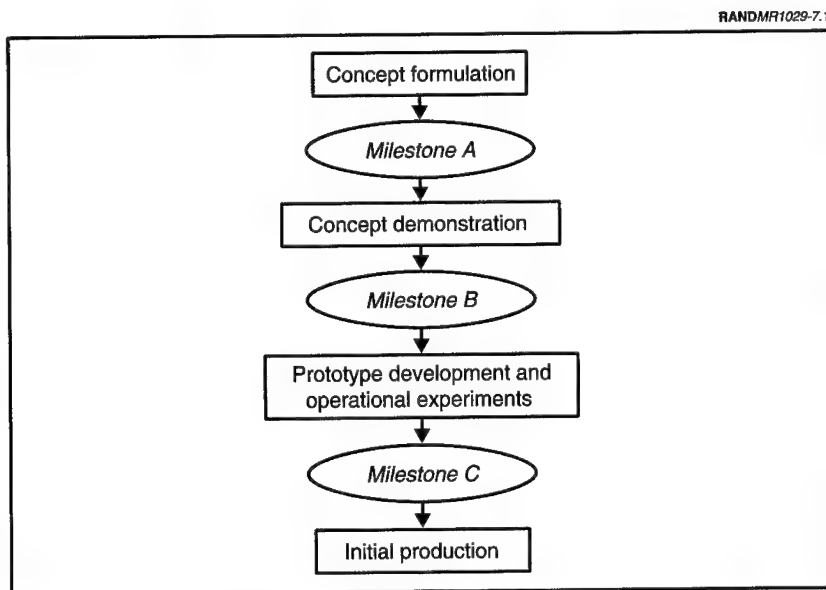 RANDMR1029-7.1
Concept formulation
Milestone A
Concept demonstration
Milestone B
Prototype development and
operational experiments
Milestone C
Initial production